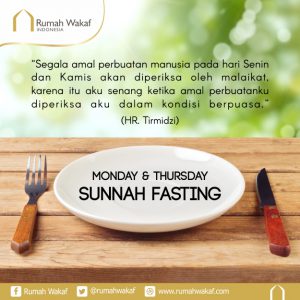 Rumah Wakaf
INDONESIA
"Segala amal perbuatan manusia pada hari Senin
dan Kamis akan diperiksa oleh malaikat,
karena itu aku senang ketika amal perbuatanku
diperiksa aku dalam kondisi berpuasa."
(HR. Tirmidzi)
MONDAY & THURSDAY
SUNNAH FASTING
Rumah Wakaf
@rumahwakaf
www.rumahwakaf.com